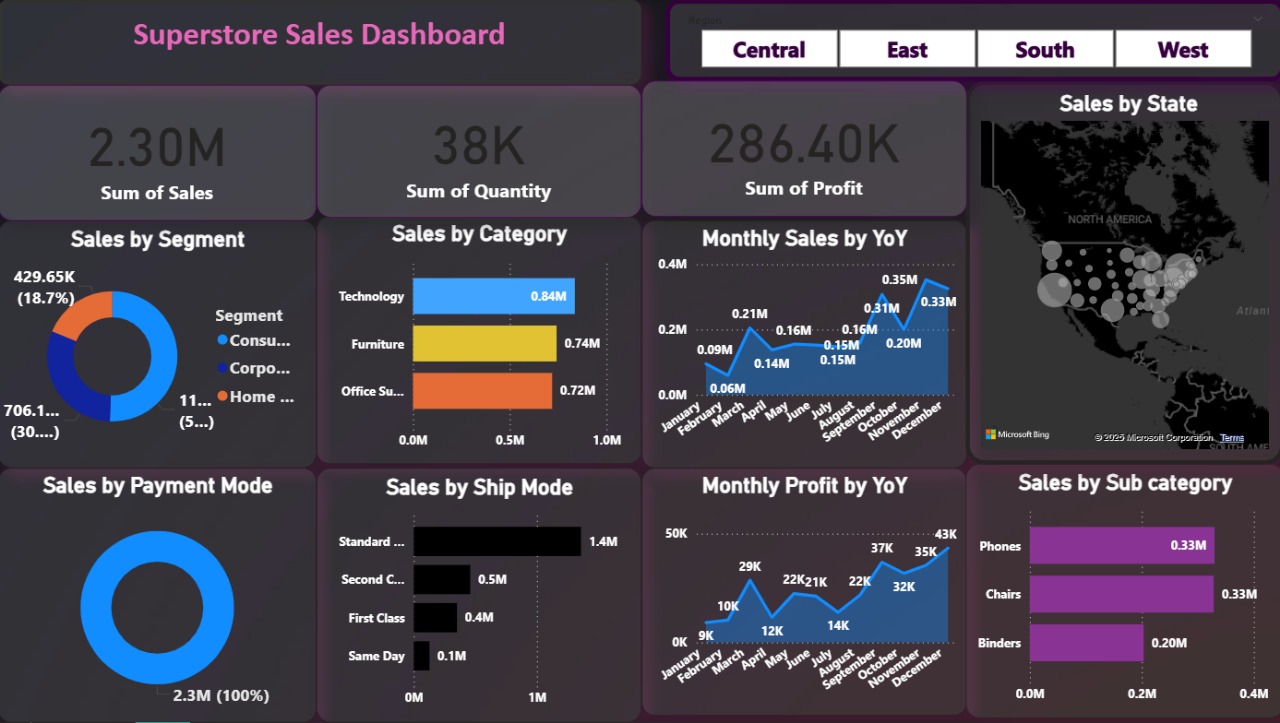 Superstore Sales Dashboard
Region
Central East South West
2.30M
Sum of Sales
38K
Sum of Quantity
286.40K
Sum of Profit
Sales by State
NORTH AMERICA
Microsoft Bing
© 2025 Microsoft Corporation Terms
Sales by Segment
429.65K
(18.7%)
706.1...
(30....)
11...
(5...)
Segment
Consu...
Corpo...
Home ...
Sales by Category
Technology 0.84M
Furniture 0.74M
Office Su... 0.72M
0.0M 0.5M 1.0M
Monthly Sales by YoY
0.4M
0.2M
0.0M
0.09M
0.06M
0.21M
0.14M
0.16M
0.15M
0.15M
0.16M
0.31M
0.20M
0.35M
0.33M
January
February
March
April
May
June
July
August
September
October
November
December
Sales by Payment Mode
2.3M (100%)
Sales by Ship Mode
Standard ... 1.4M
Second C... 0.5M
First Class 0.4M
Same Day 0.1M
0M 1M
Monthly Profit by YoY
50K
0K
9K
10K
29K
12K
22K
21K
14K
22K
37K
32K
35K
43K
January
February
March
April
May
June
July
August
September
October
November
December
Sales by Sub category
Phones 0.33M
Chairs 0.33M
Binders 0.20M
0.0M 0.2M 0.4M